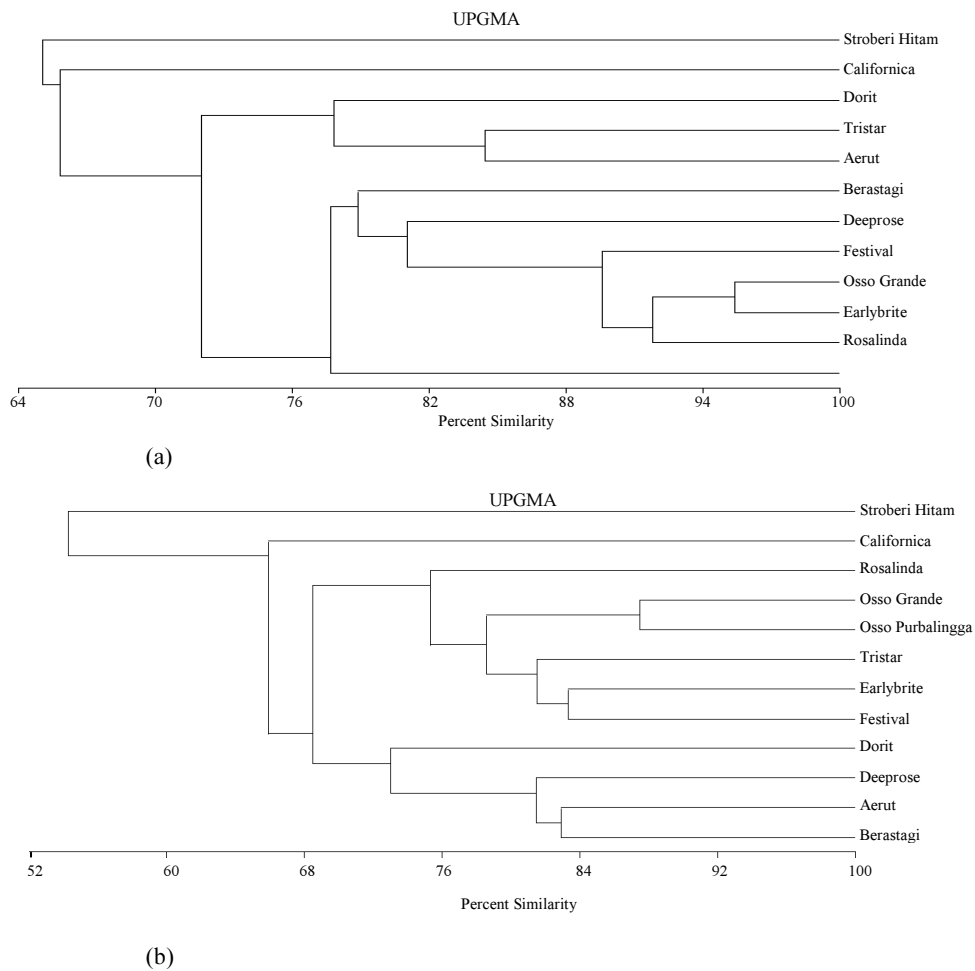 UPGMA
Stroberi Hitam
Californica
Dorit
Tristar
Aerut
Berastagi
Deeprose
Festival
Osso Grande
Earlybrite
Rosalinda
64 70 76 82 88 94 100
Percent Similarity
(a)
UPGMA
Stroberi Hitam
Californica
Rosalinda
Osso Grande
Osso Purbalingga
Tristar
Earlybrite
Festival
Dorit
Deeprose
Aerut
Berastagi
52 60 68 76 84 92 100
Percent Similarity
(b)